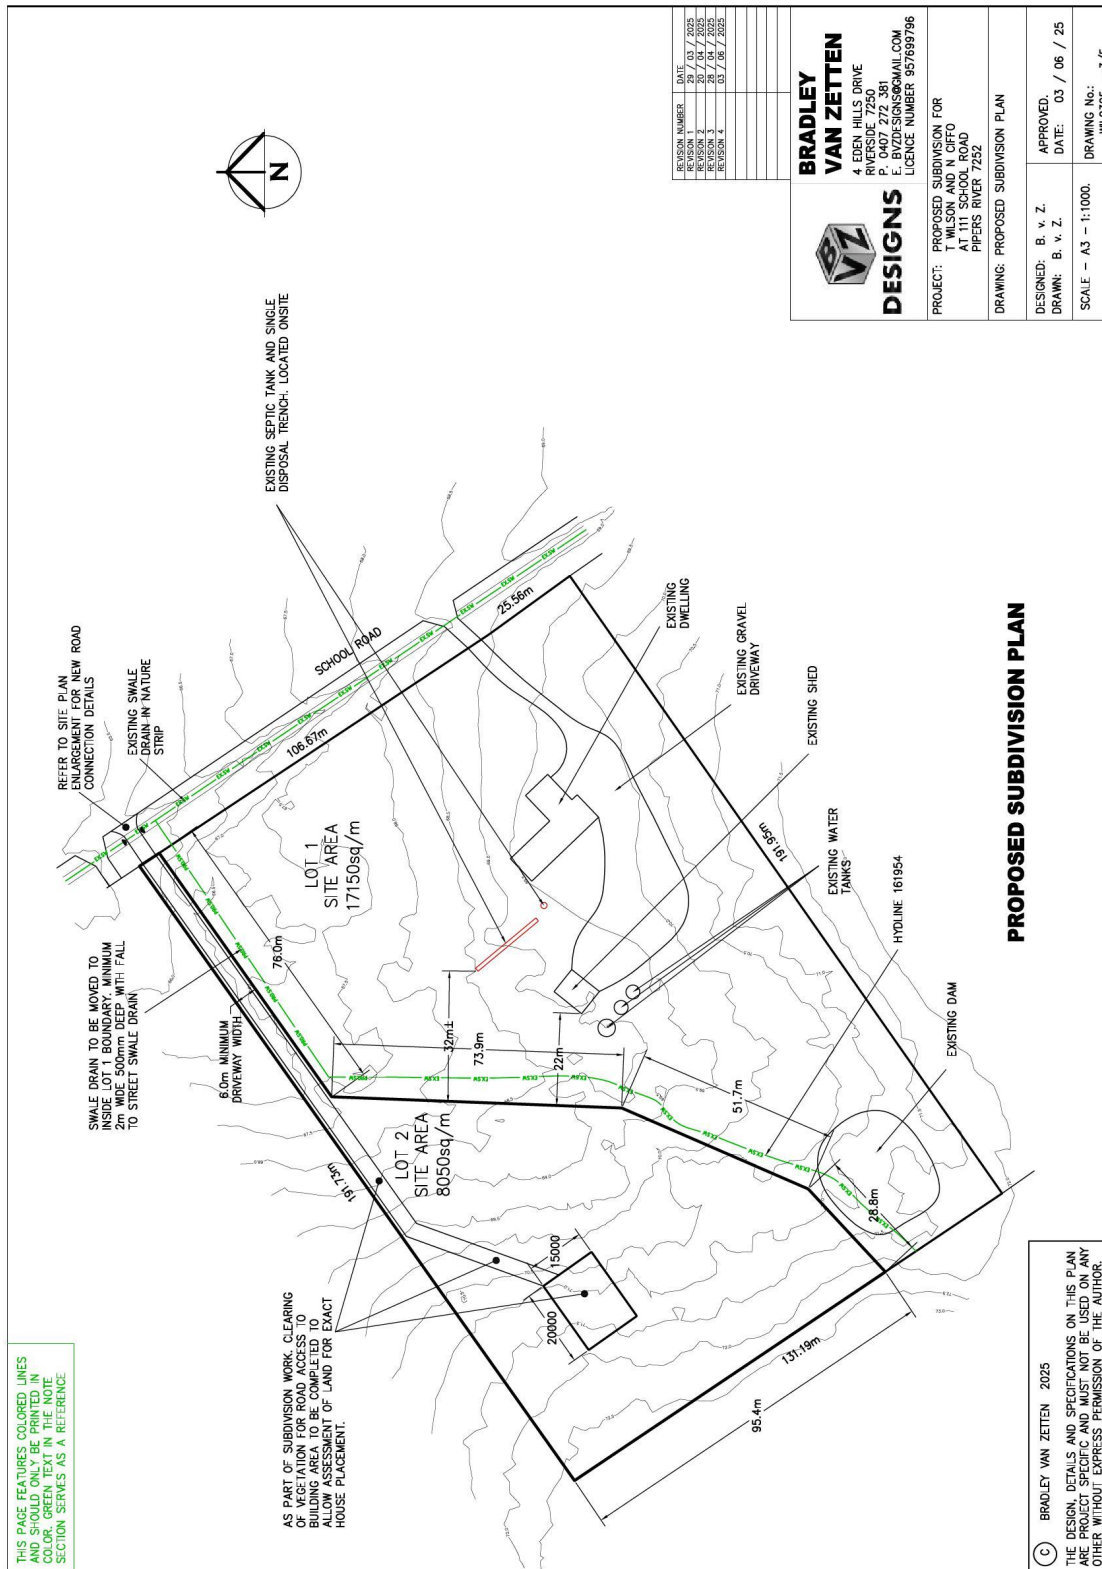 THIS PAGE FEATURES COLORED LINES
AND SHOULD ONLY BE PRINTED IN
COLOR. GREEN TEXT IN THE NOTE
SECTION SERVES AS A REFERENCE
SWALE DRAIN TO BE MOVED TO
INSIDE LOT 1 BOUNDARY. MINIMUM
2m WIDE 500mm DEEP WITH FALL
TO STREET SWALE DRAIN
REFER TO SITE PLAN
ENLARGEMENT FOR NEW ROAD
CONNECTION DETAILS
EXISTING SWALE
DRAIN IN NATURE
STRIP
6.0m MINIMUM
DRIVEWAY WIDTH
SCHOOL ROAD
106.67m
25.56m
76.0m
LOT 1
SITE AREA
17150sq/m
EXISTING SEPTIC TANK AND SINGLE
DISPOSAL TRENCH. LOCATED ONSITE
N
AS PART OF SUBDIVISION WORK. CLEARING
OF VEGETATION FOR ROAD ACCESS TO
BUILDING AREA TO BE COMPLETED TO
ALLOW ASSESSMENT OF LAND FOR EXACT
HOUSE PLACEMENT.
191.73m
LOT 2
SITE AREA
8050sq/m
32m±
73.9m
22m
51.7m
28.8m
15000
20000
131.19m
95.4m
191.95m
EXISTING
DWELLING
EXISTING GRAVEL
DRIVEWAY
EXISTING SHED
EXISTING WATER
TANKS
HYDLINE 161954
EXISTING DAM
PROPOSED SUBDIVISION PLAN
C BRADLEY VAN ZETTEN 2025
THE DESIGN, DETAILS AND SPECIFICATIONS ON THIS PLAN
ARE PROJECT SPECIFIC AND MUST NOT BE USED ON ANY
OTHER WITHOUT EXPRESS PERMISSION OF THE AUTHOR.
REVISION NUMBER DATE
REVISION 1 29 / 03 / 2025
REVISION 2 20 / 04 / 2025
REVISION 3 28 / 04 / 2025
REVISION 4 03 / 06 / 2025
BVZ
DESIGNS
BRADLEY
VAN ZETTEN
4 EDEN HILLS DRIVE
RIVERSIDE 7250
P. 0407 272 381
E. BVZDESIGNS@GMAIL.COM
LICENCE NUMBER 957699796
PROJECT: PROPOSED SUBDIVISION FOR
T WILSON AND N CIFFO
AT 111 SCHOOL ROAD
PIPERS RIVER 7252
DRAWING: PROPOSED SUBDIVISION PLAN
DESIGNED: B. v. Z.
DRAWN: B. v. Z.
APPROVED.
DATE: 03 / 06 / 25
SCALE - A3 - 1:1000.
DRAWING No.: